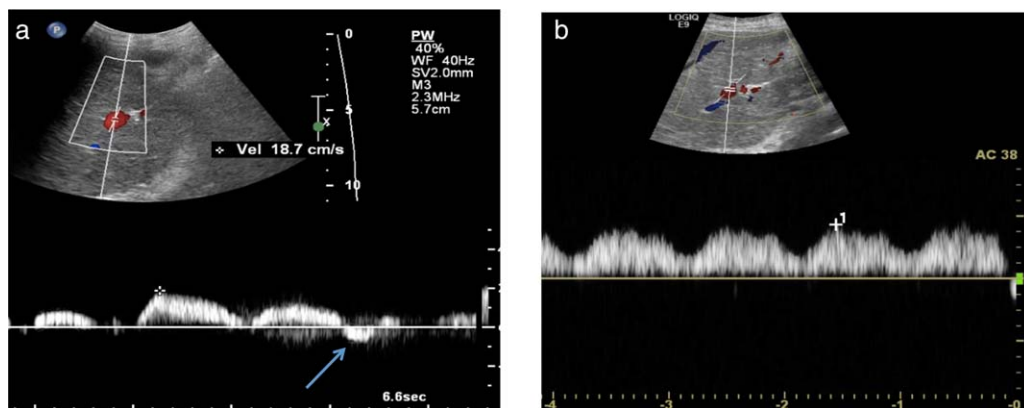 a
P
0
PW
40%
WF 40Hz
SV2.0mm
M3
2.3MHz
5.7cm
5
X
Vel 18.7 cm/s
10
6.6sec
b
LOGIQ
E9
AC 38
1
-4
-3
-2
-1
-0